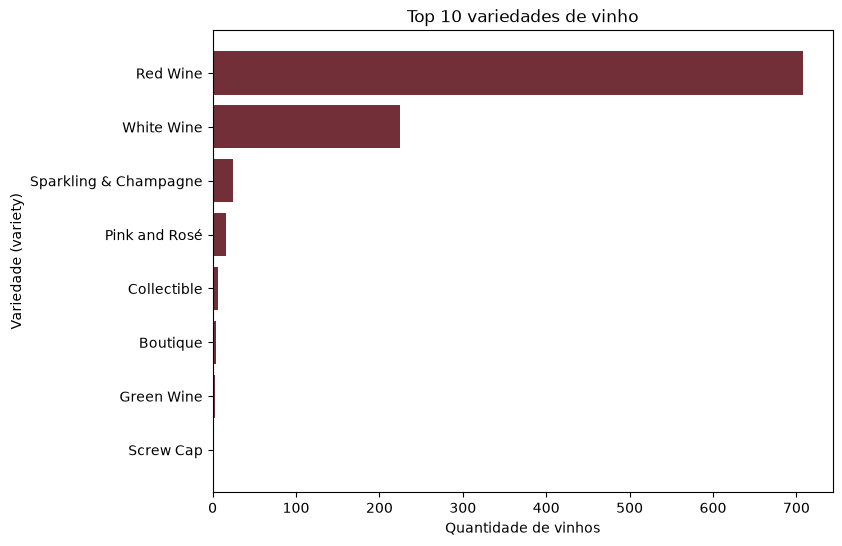 Top 10 variedades de vinho
Variedade (variety)
Red Wine
White Wine
Sparkling & Champagne
Pink and Rosé
Collectible
Boutique
Green Wine
Screw Cap
0 100 200 300 400 500 600 700
Quantidade de vinhos